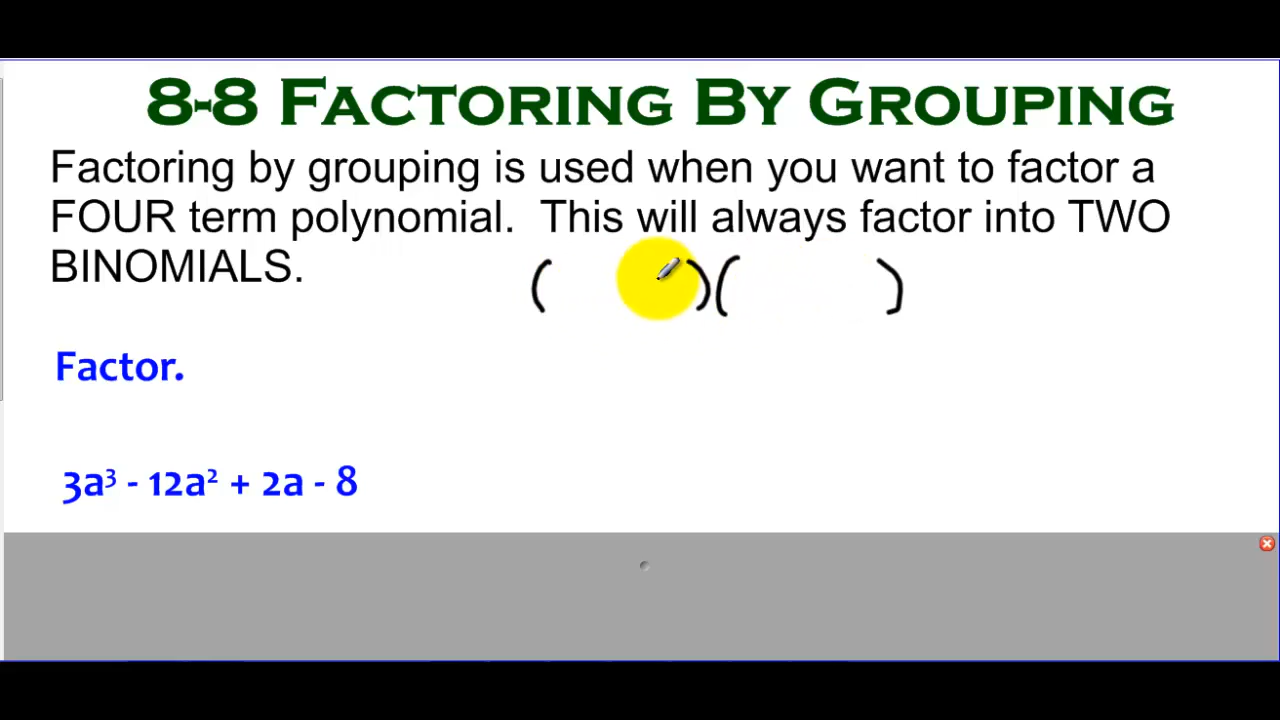 8-8 FACTORING BY GROUPING
Factoring by grouping is used when you want to factor a
FOUR term polynomial.  This will always factor into TWO
BINOMIALS.
(        )(        )
Factor.
3a³ - 12a² + 2a - 8